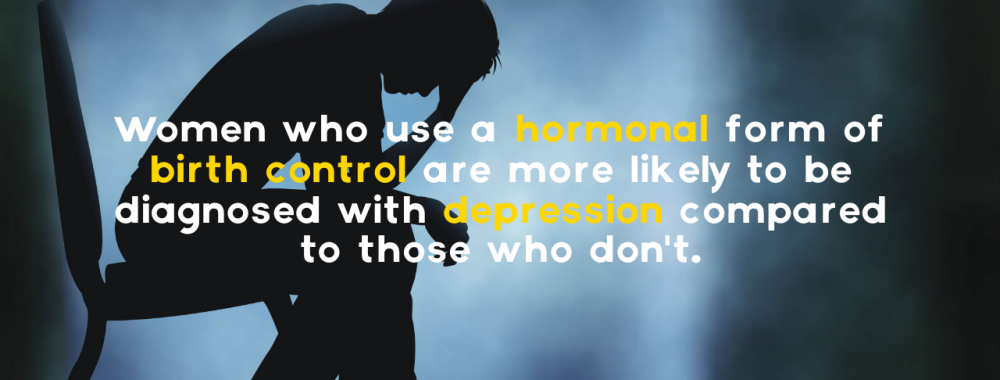 Women who use a hormonal form of
birth control are more likely to be
diagnosed with depression compared
to those who don't.